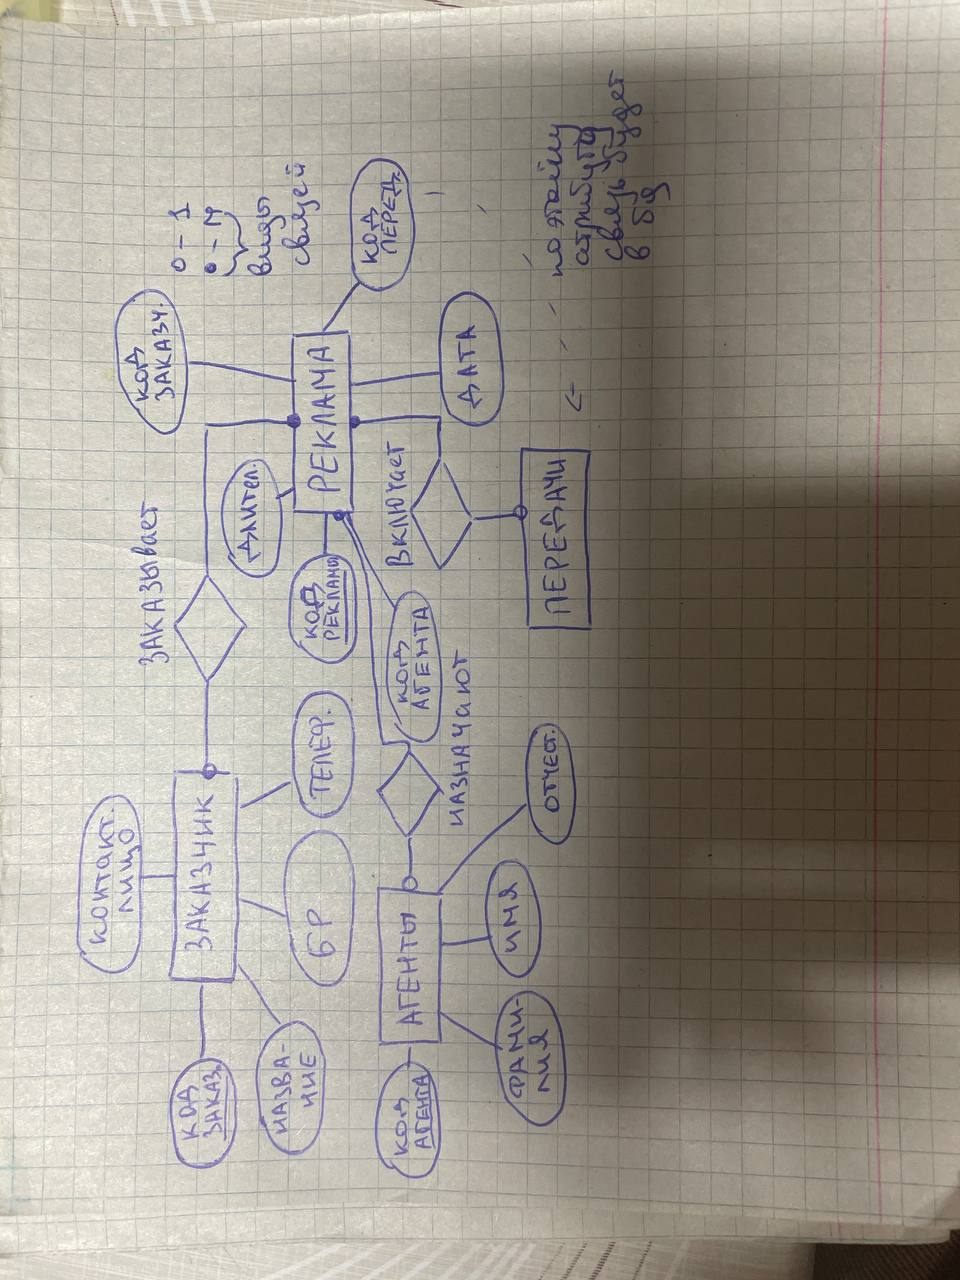 КОНТАКТ.
ЛИЦО
ЗАКАЗЫВАЕТ
КОД
ЗАКАЗЧ.
О - 1
● - М
виды
связей
КОД
ЗАКАЗ.
ЗАКАЗЧИК
НАЗВА-
НИЕ
БР
ТЕЛЕФ.
ДЛИТЕЛ.
КОД
РЕКЛАМЫ
РЕКЛАМА
КОД
ПЕРЕД.
ВКЛЮЧАЕТ
ДАТА
КОД
АГЕНТА
АГЕНТЫ
КОД
АГЕНТА
НАЗНАЧАЮТ
ФАМИ-
ЛИЯ
ИМЯ
ОТЧЕСТ.
ПЕРЕДАЧИ
по этому
атрибуту
связь будет
в бд